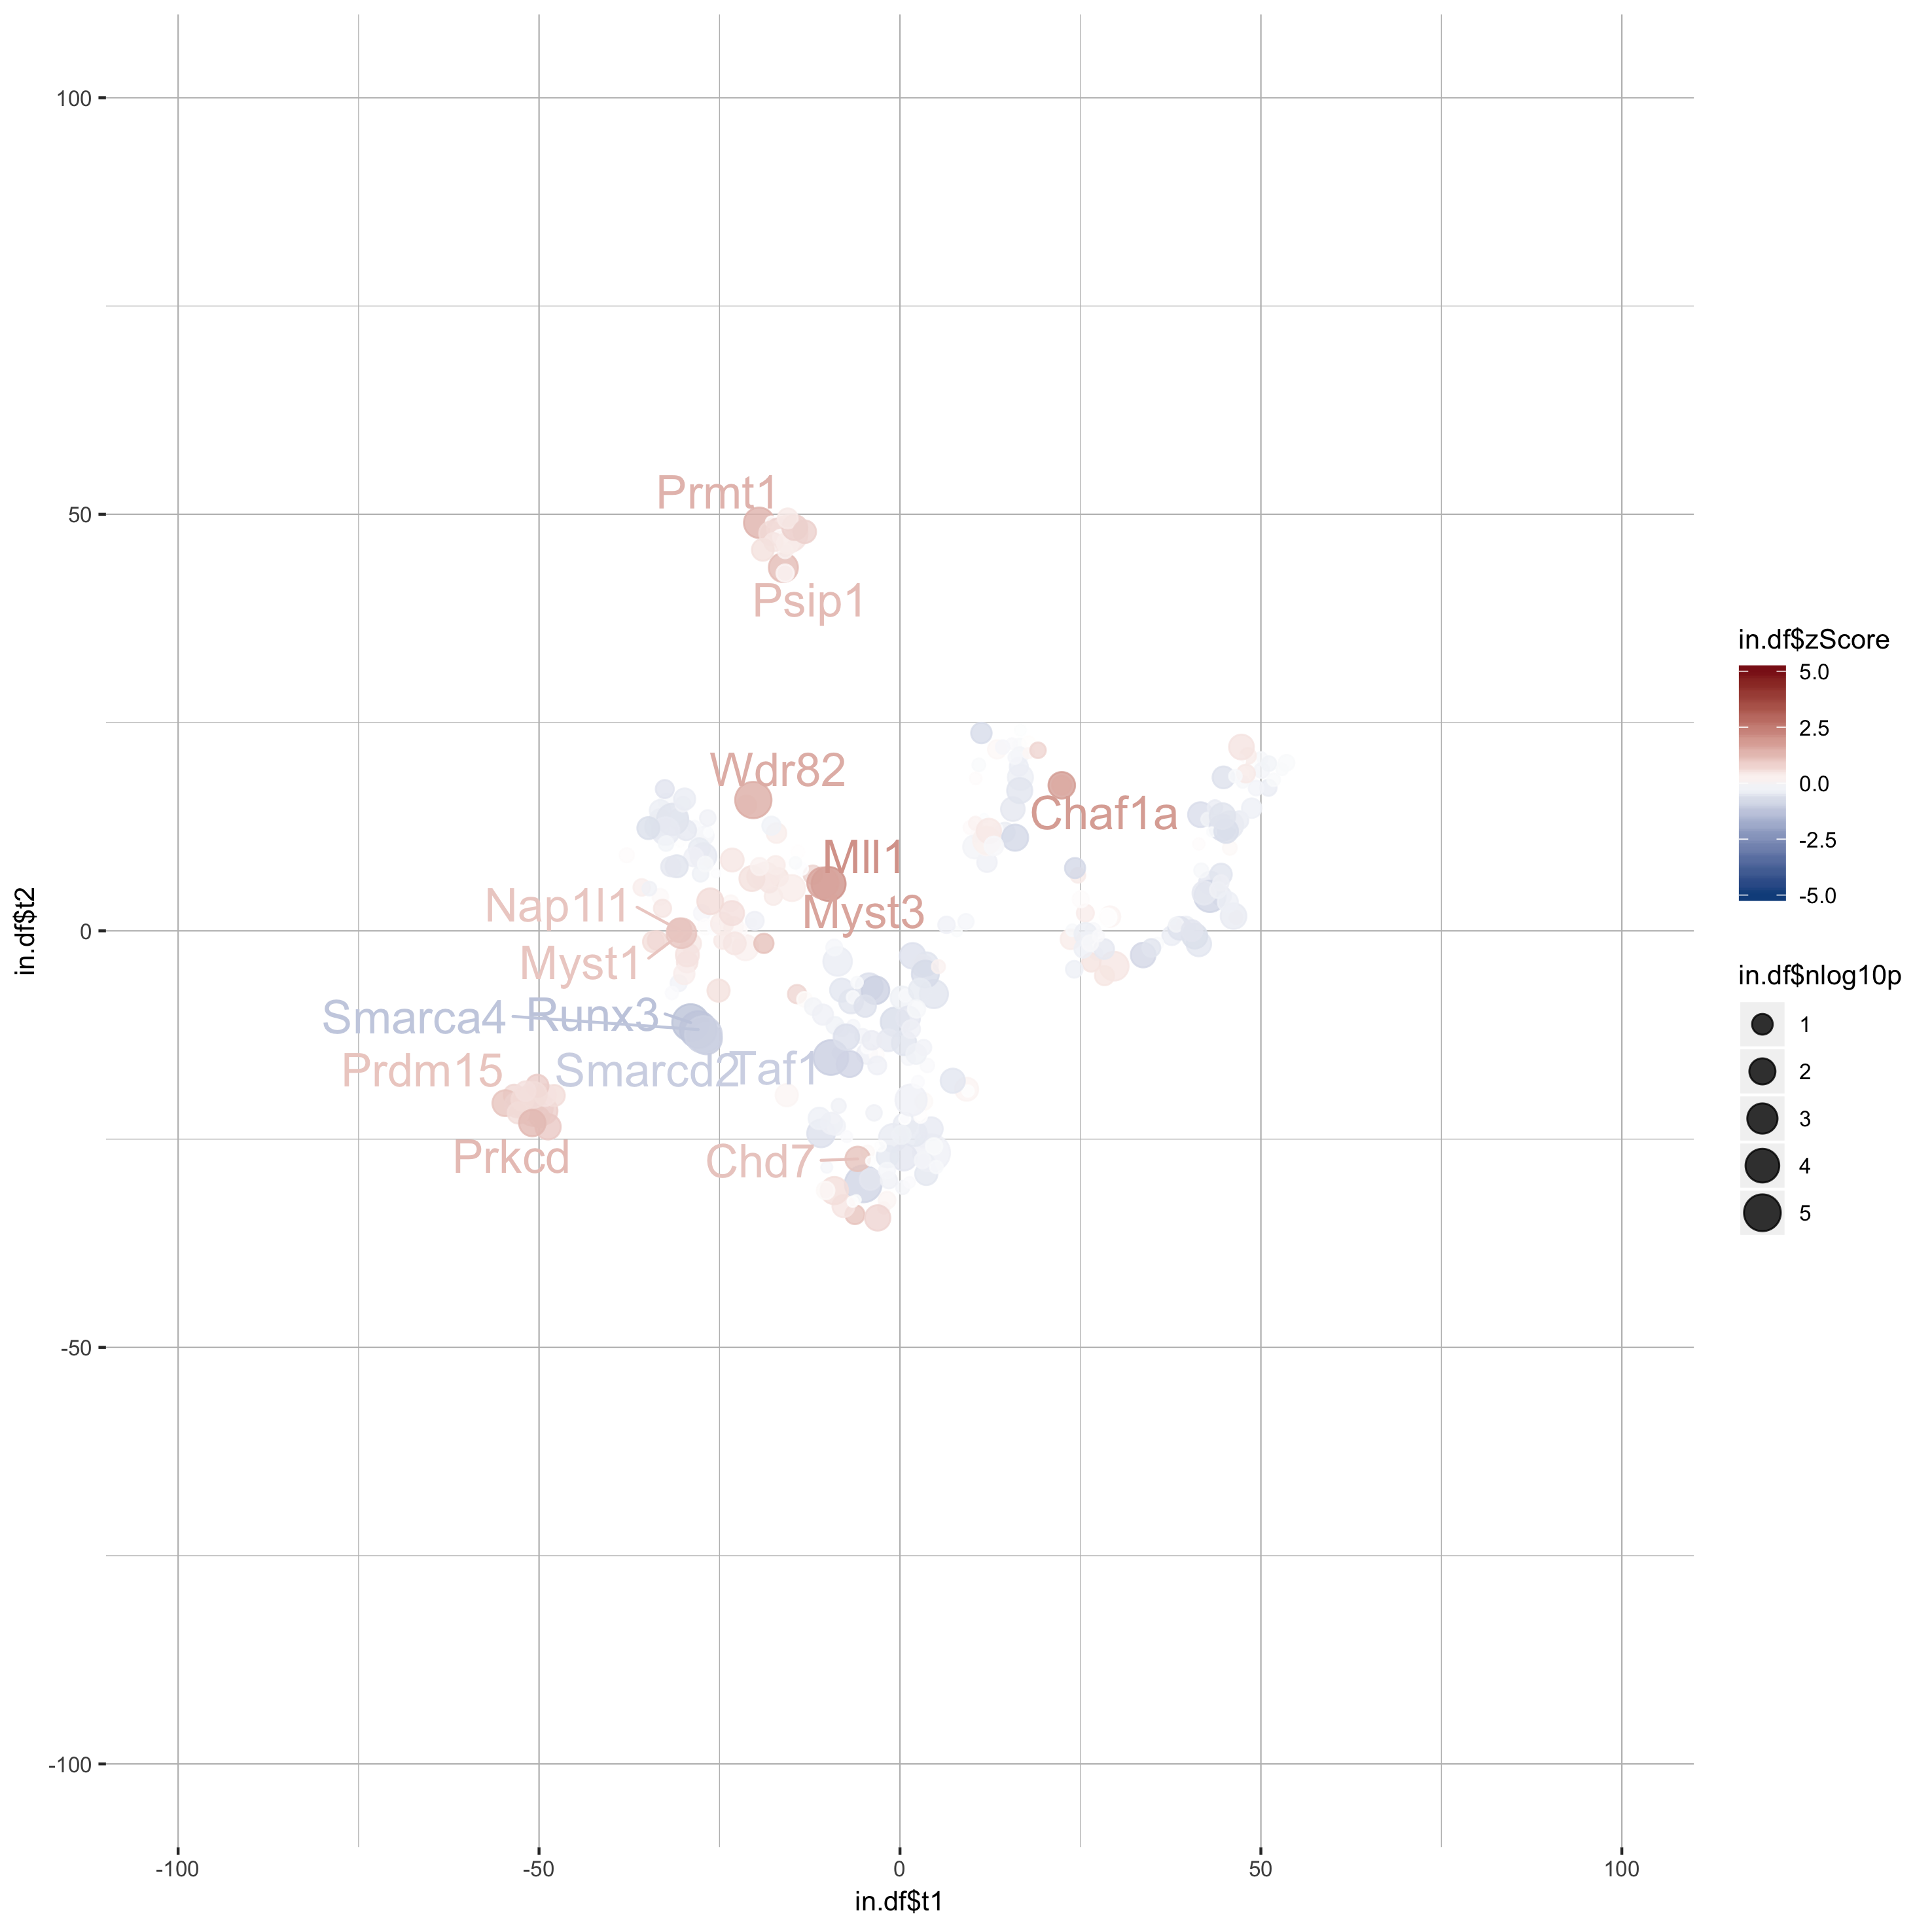 100
50
0
-50
-100
in.df$t2
Prmt1
Psip1
Wdr82
Chaf1a
Mll1
Nap1l1
Myst3
Myst1
Smarca4
Runx3
Prdm15
Smarcd2
Taf1
Prkcd
Chd7
-100
-50
0
50
100
in.df$t1
in.df$zScore
5.0
2.5
0.0
-2.5
-5.0
in.df$nlog10p
1
2
3
4
5